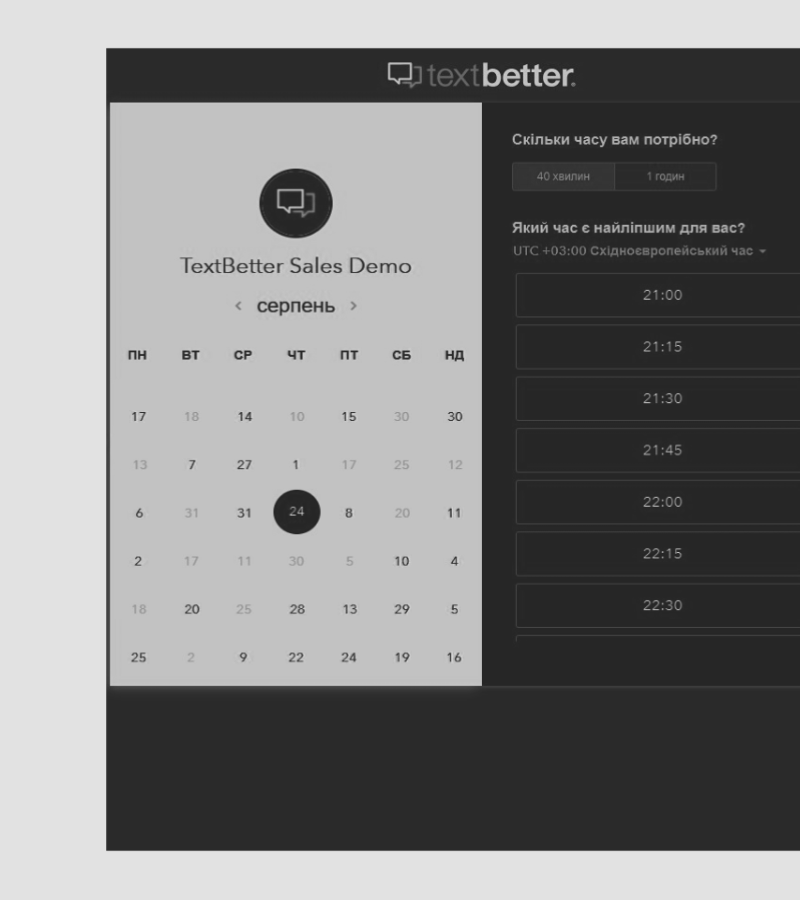 textbetter.
TextBetter Sales Demo
< серпень >
ПН ВТ СР ЧТ ПТ СБ НД
17 18 14 10 15 30 30
13 7 27 1 17 25 12
6 31 31 24 8 20 11
2 17 11 30 5 10 4
18 20 25 28 13 29 5
25 2 9 22 24 19 16
Скільки часу вам потрібно?
40 хвилин 1 годин
Який час є найліпшим для вас?
UTC +03:00 Східноєвропейський час
21:00
21:15
21:30
21:45
22:00
22:15
22:30